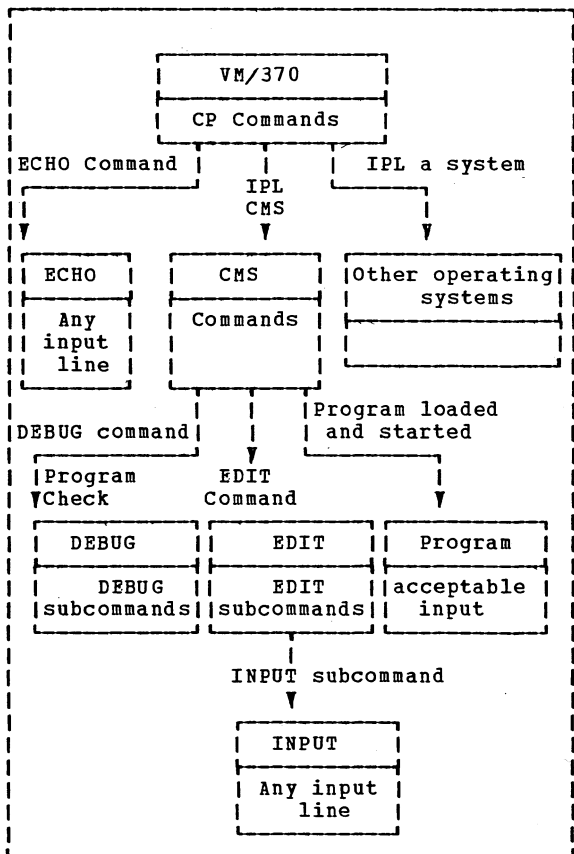 VM/370
CP Commands
ECHO Command
IPL
CMS
IPL a system
ECHO
Any
input
line
CMS
Commands
Other operating
systems
DEBUG command
Program
Check
EDIT
Command
Program loaded
and started
DEBUG
DEBUG
subcommands
EDIT
EDIT
subcommands
Program
acceptable
input
INPUT subcommand
INPUT
Any input
line